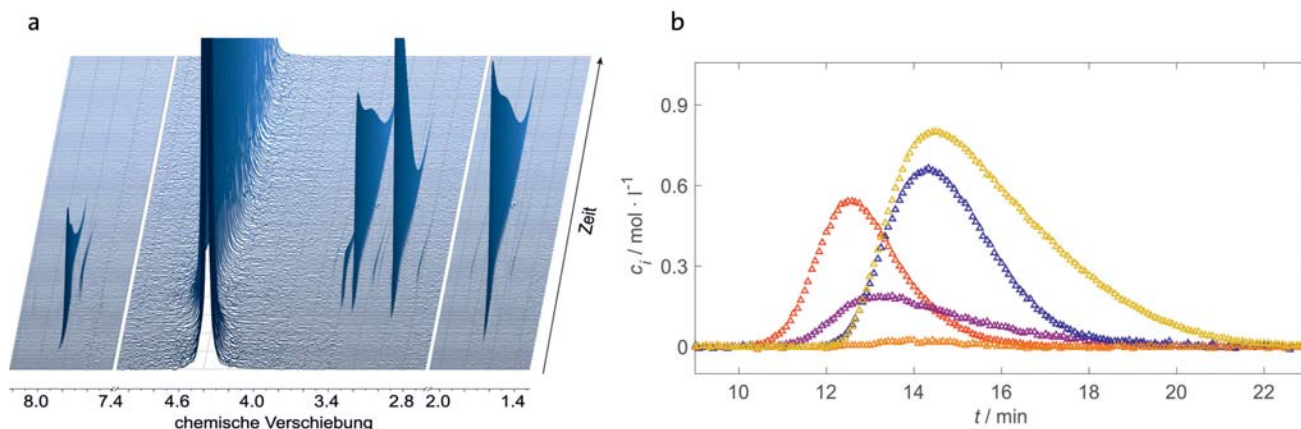 a
Zeit
8.0 7.4 4.6 4.0 3.4 2.8 2.0 1.4
chemische Verschiebung
b
cᵢ / mol · l⁻¹
0.9
0.6
0.3
0
10 12 14 16 18 20 22
t / min